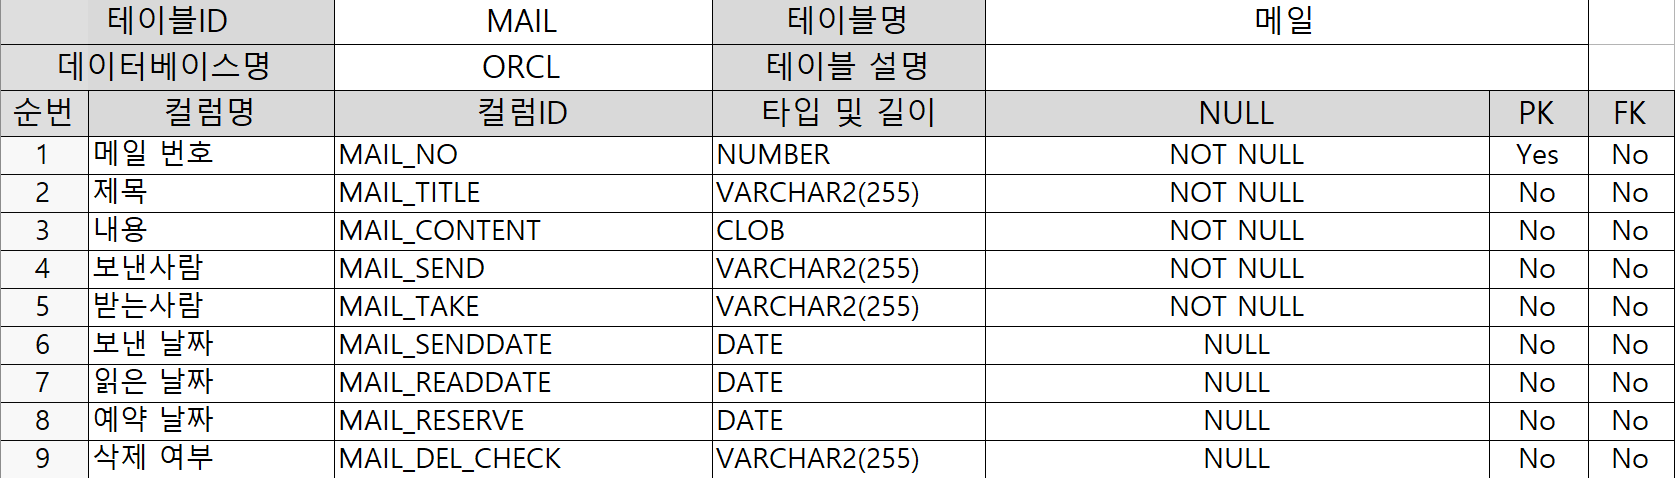 테이블ID MAIL 테이블명 메일
데이터베이스명 ORCL 테이블 설명
순번 컬럼명 컬럼ID 타입 및 길이 NULL PK FK
1 메일 번호 MAIL_NO NUMBER NOT NULL Yes No
2 제목 MAIL_TITLE VARCHAR2(255) NOT NULL No No
3 내용 MAIL_CONTENT CLOB NOT NULL No No
4 보낸사람 MAIL_SEND VARCHAR2(255) NOT NULL No No
5 받는사람 MAIL_TAKE VARCHAR2(255) NOT NULL No No
6 보낸 날짜 MAIL_SENDDATE DATE NULL No No
7 읽은 날짜 MAIL_READDATE DATE NULL No No
8 예약 날짜 MAIL_RESERVE DATE NULL No No
9 삭제 여부 MAIL_DEL_CHECK VARCHAR2(255) NULL No No